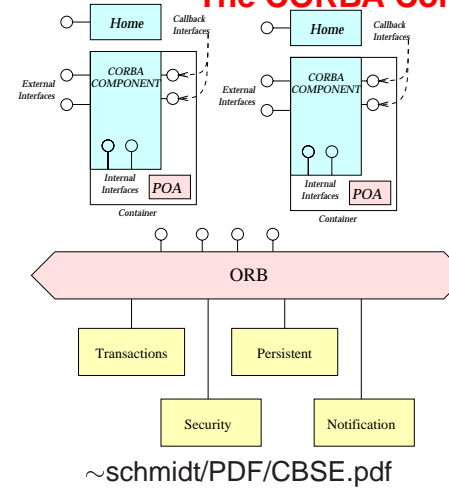 The CORBA Co
Home
Callback
Interfaces
CORBA
COMPONENT
External
Interfaces
Internal
Interfaces
POA
Container
Home
Callback
Interfaces
CORBA
COMPONENT
External
Interfaces
Internal
Interfaces
POA
Container
ORB
Transactions
Persistent
Security
Notification
~schmidt/PDF/CBSE.pdf